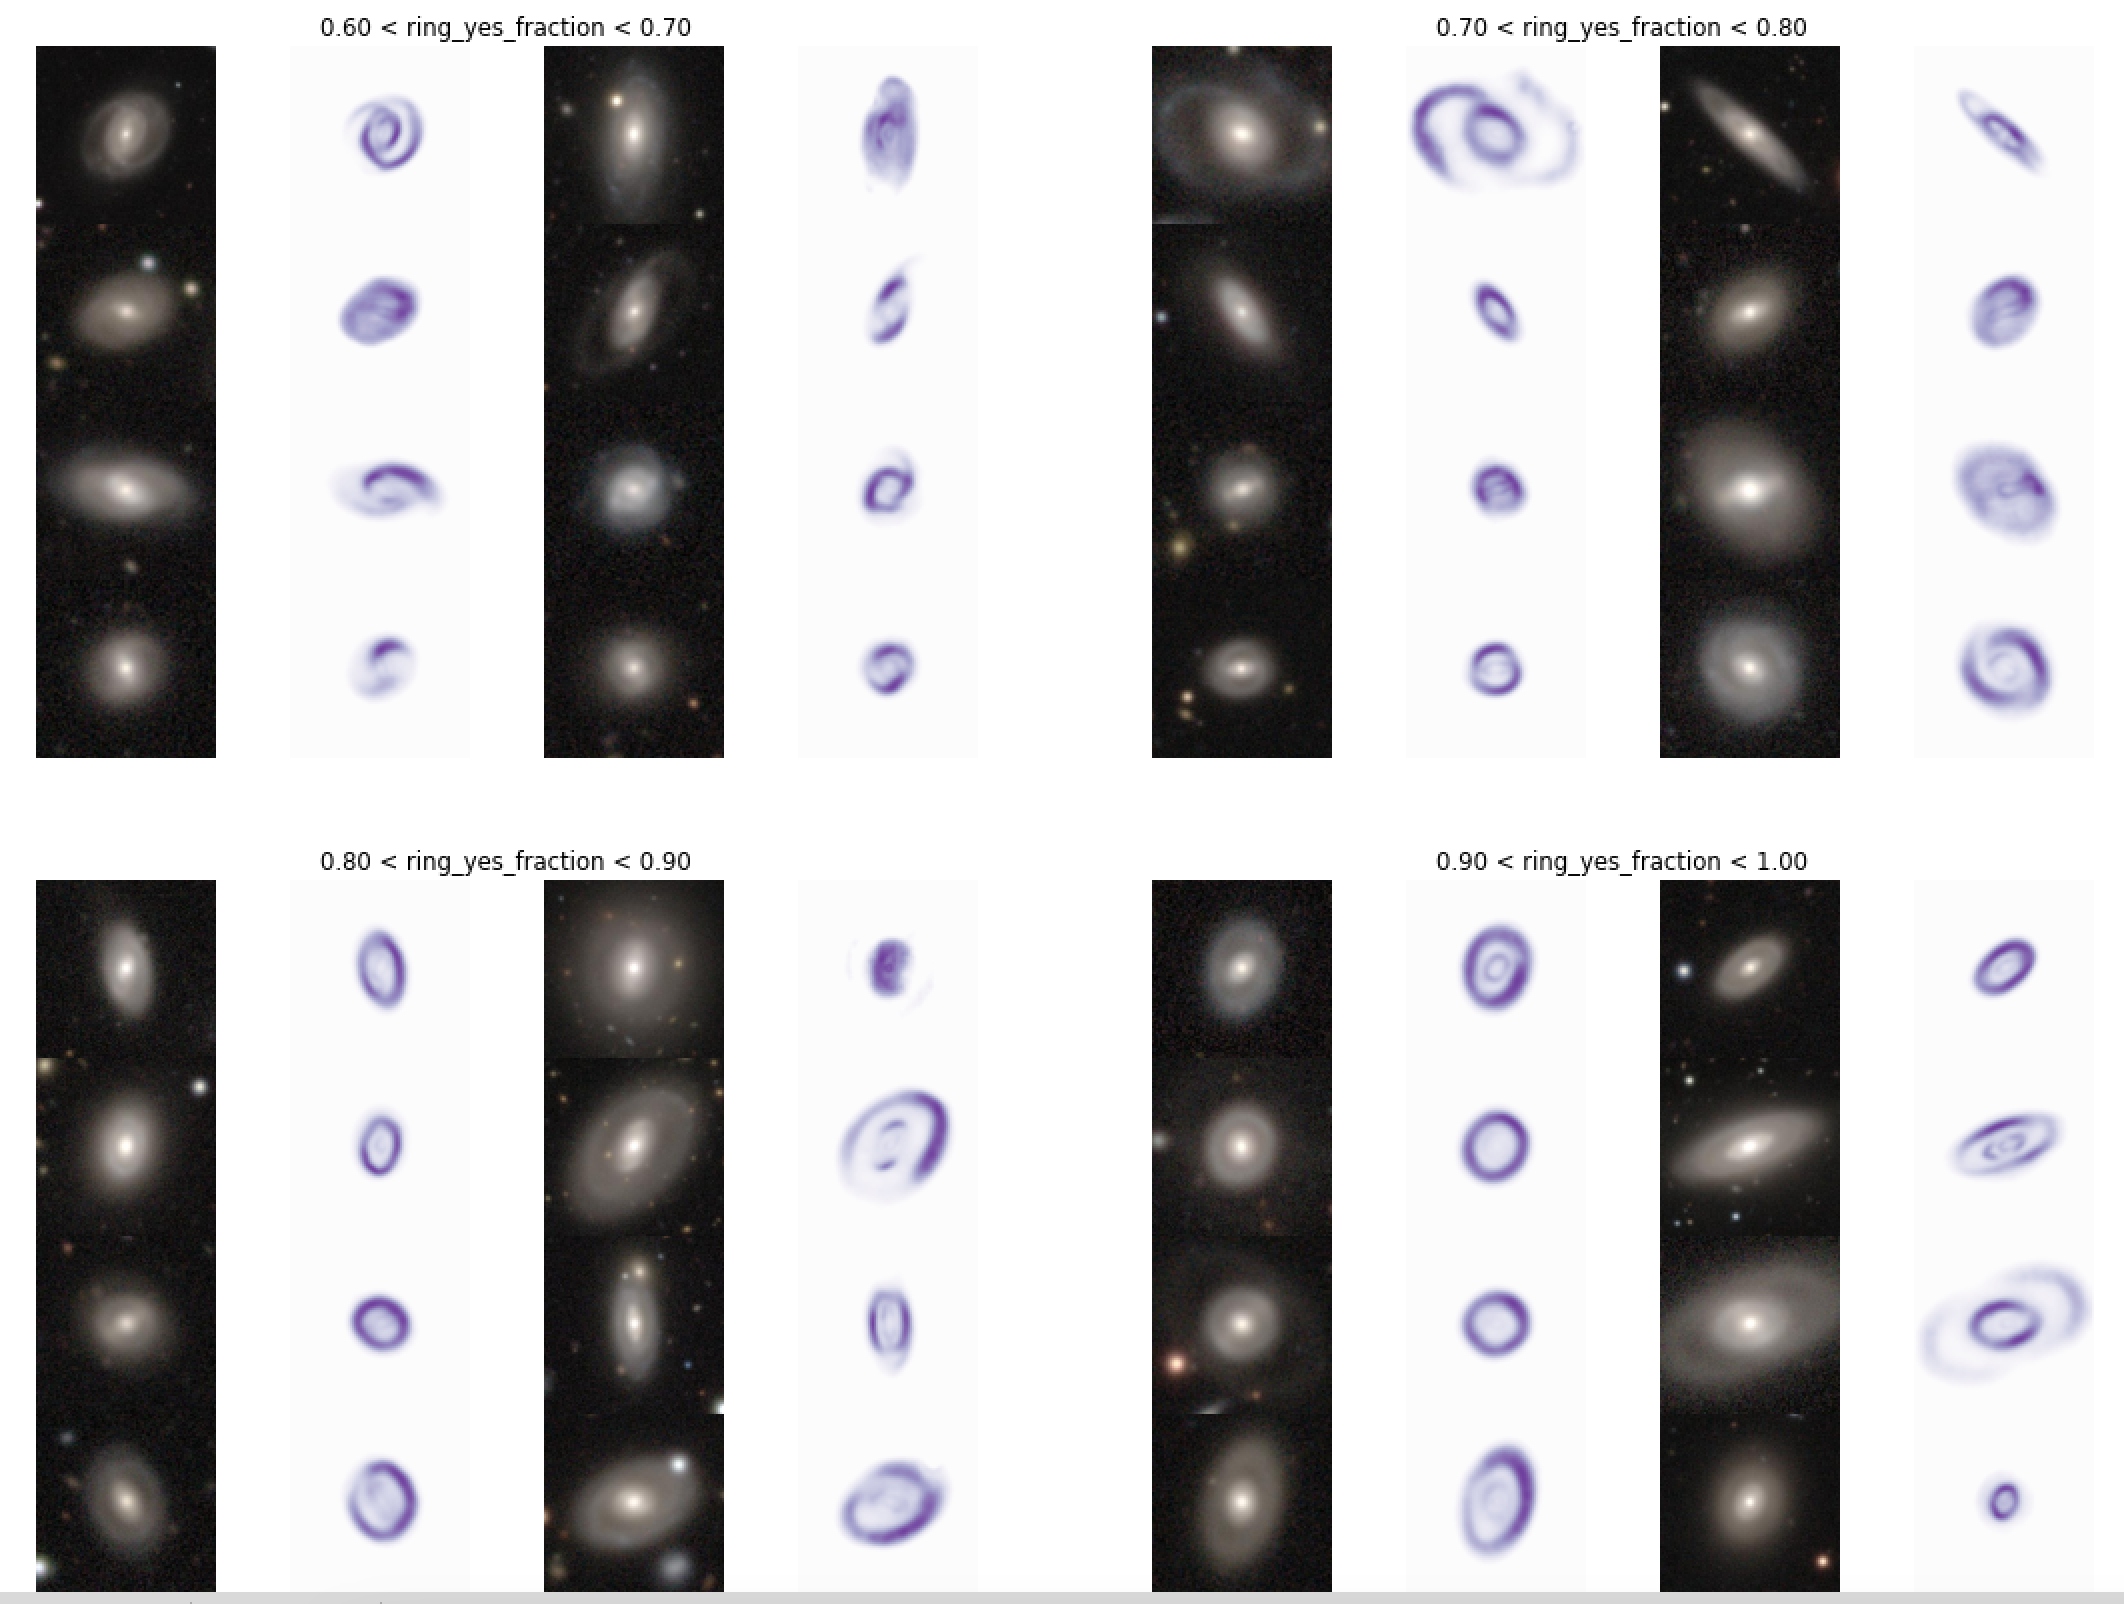 0.60 < ring_yes_fraction < 0.70
0.70 < ring_yes_fraction < 0.80
0.80 < ring_yes_fraction < 0.90
0.90 < ring_yes_fraction < 1.00